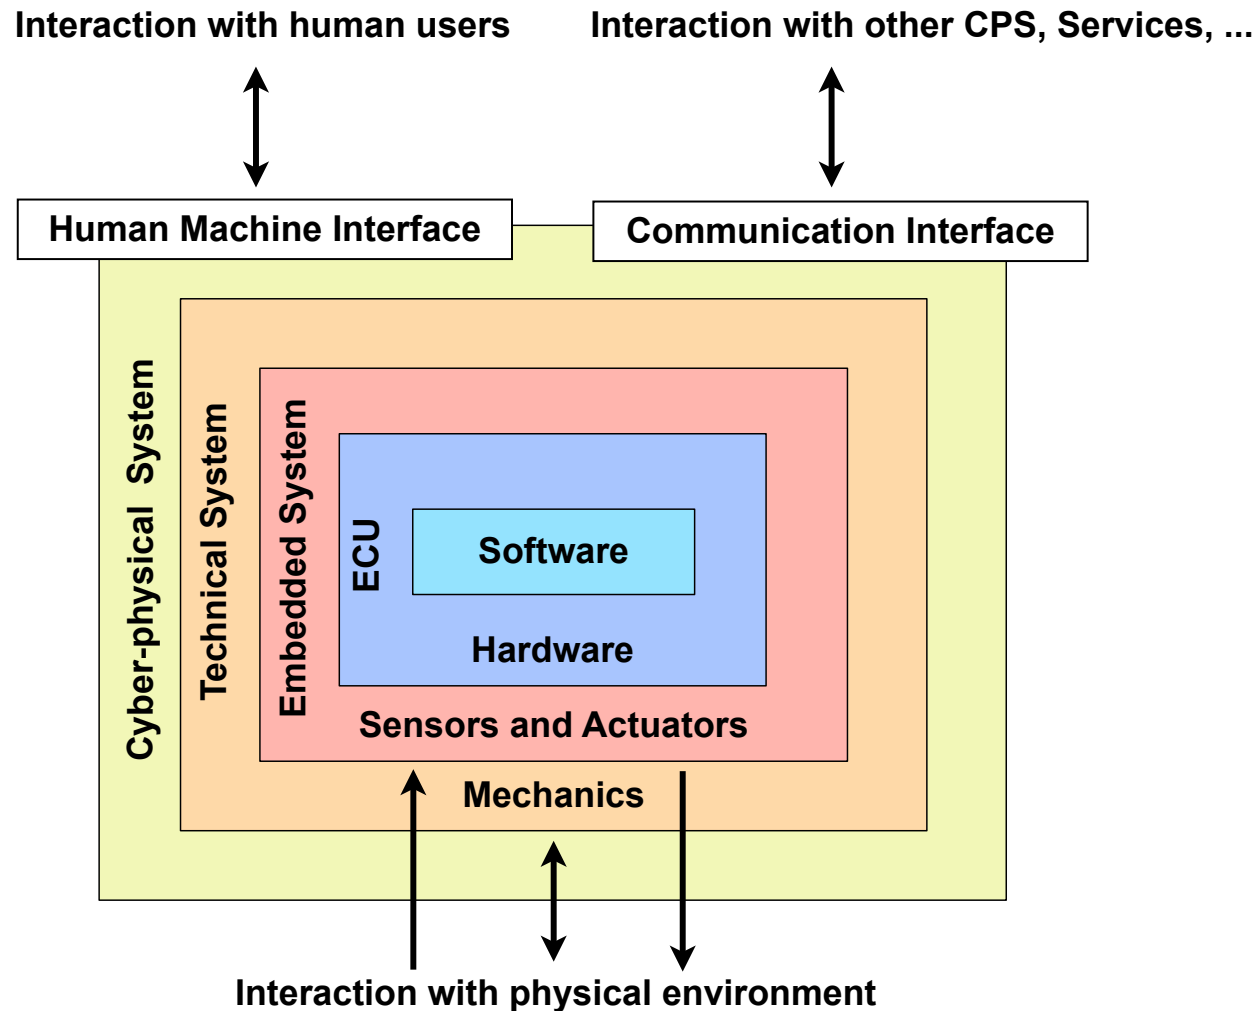 Interaction with human users
Interaction with other CPS, Services, ...
Human Machine Interface
Communication Interface
Cyber-physical System
Technical System
Embedded System
ECU
Software
Hardware
Sensors and Actuators
Mechanics
Interaction with physical environment